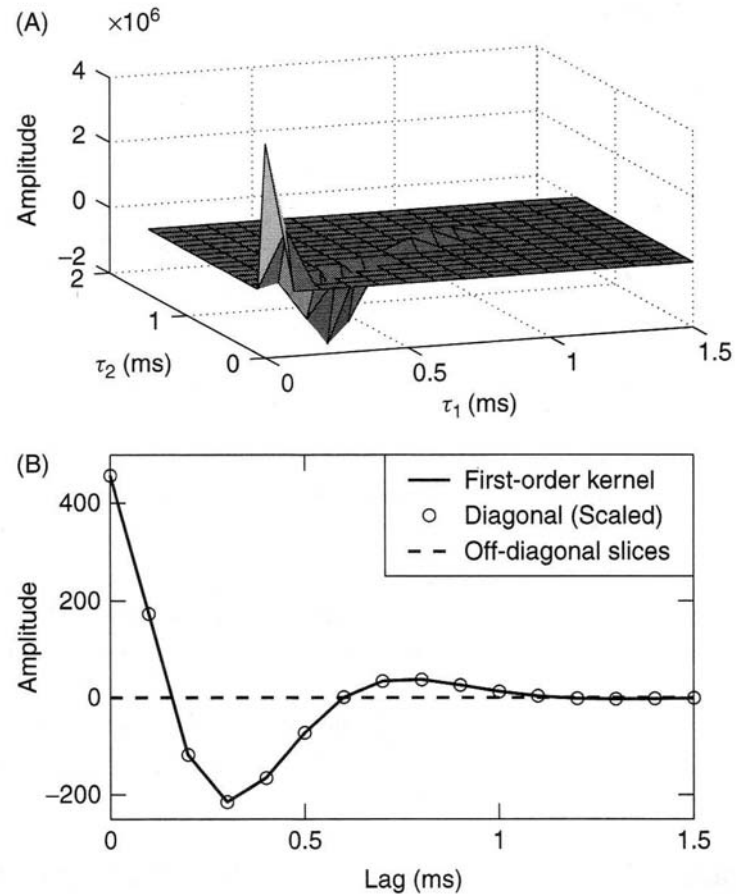 (A)
×10⁶
4
2
0
−2
Amplitude
2
1
0
τ₂ (ms)
0
0.5
1
1.5
τ₁ (ms)
(B)
400
200
0
−200
Amplitude
First-order kernel
Diagonal (Scaled)
Off-diagonal slices
0
0.5
1
1.5
Lag (ms)